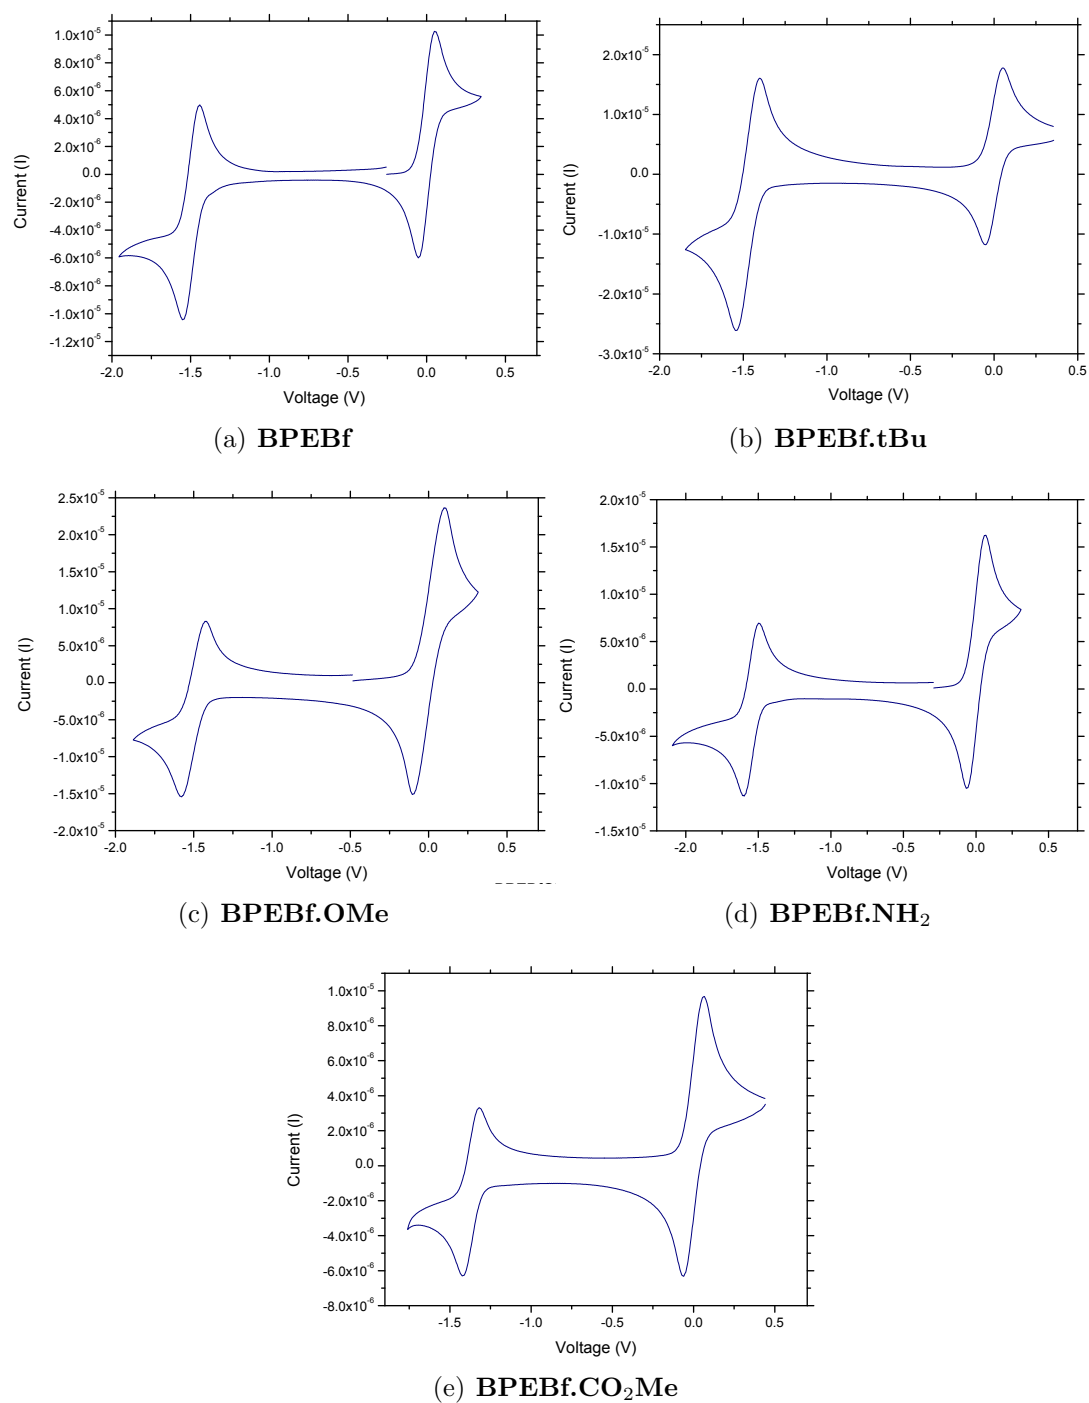 1.0x10⁻⁵
8.0x10⁻⁶
6.0x10⁻⁶
4.0x10⁻⁶
2.0x10⁻⁶
0.0
-2.0x10⁻⁶
-4.0x10⁻⁶
-6.0x10⁻⁶
-8.0x10⁻⁶
-1.0x10⁻⁵
-1.2x10⁻⁵
Current (I)
-2.0 -1.5 -1.0 -0.5 0.0 0.5
Voltage (V)
(a) BPEBf
2.0x10⁻⁵
1.0x10⁻⁵
0.0
-1.0x10⁻⁵
-2.0x10⁻⁵
-3.0x10⁻⁵
Current (I)
-2.0 -1.5 -1.0 -0.5 0.0 0.5
Voltage (V)
(b) BPEBf.tBu
2.5x10⁻⁵
2.0x10⁻⁵
1.5x10⁻⁵
1.0x10⁻⁵
5.0x10⁻⁶
0.0
-5.0x10⁻⁶
-1.0x10⁻⁵
-1.5x10⁻⁵
-2.0x10⁻⁵
Current (I)
-2.0 -1.5 -1.0 -0.5 0.0 0.5
Voltage (V)
(c) BPEBf.OMe
2.0x10⁻⁵
1.5x10⁻⁵
1.0x10⁻⁵
5.0x10⁻⁶
0.0
-5.0x10⁻⁶
-1.0x10⁻⁵
-1.5x10⁻⁵
Current (I)
-2.0 -1.5 -1.0 -0.5 0.0 0.5
Voltage (V)
(d) BPEBf.NH₂
1.0x10⁻⁵
8.0x10⁻⁶
6.0x10⁻⁶
4.0x10⁻⁶
2.0x10⁻⁶
0.0
-2.0x10⁻⁶
-4.0x10⁻⁶
-6.0x10⁻⁶
-8.0x10⁻⁶
Current (I)
-1.5 -1.0 -0.5 0.0 0.5
Voltage (V)
(e) BPEBf.CO₂Me